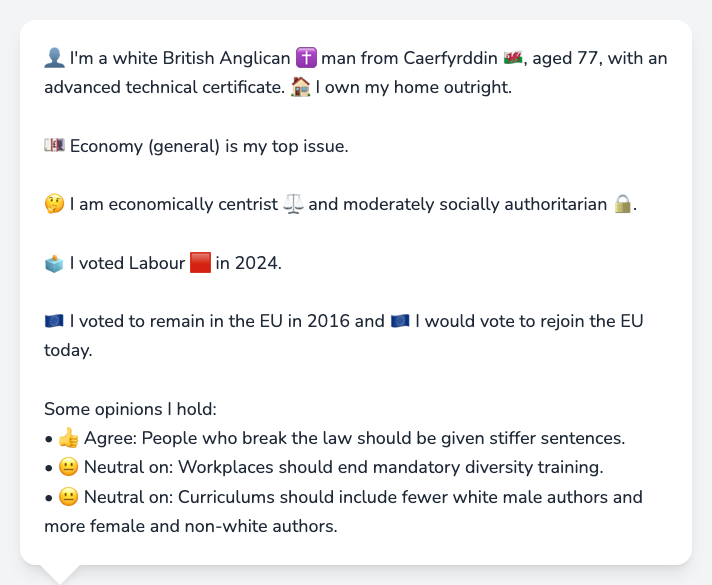 👤 I'm a white British Anglican ✝️ man from Caerfyrddin 🏴󠁧󠁢󠁷󠁬󠁳󠁿, aged 77, with an
advanced technical certificate. 🏠 I own my home outright.
💷 Economy (general) is my top issue.
🤔 I am economically centrist ⚖️ and moderately socially authoritarian 🔒.
🗳️ I voted Labour 🟥 in 2024.
🇪🇺 I voted to remain in the EU in 2016 and 🇪🇺 I would vote to rejoin the EU
today.
Some opinions I hold:
• 👍 Agree: People who break the law should be given stiffer sentences.
• 😐 Neutral on: Workplaces should end mandatory diversity training.
• 😐 Neutral on: Curriculums should include fewer white male authors and
more female and non-white authors.